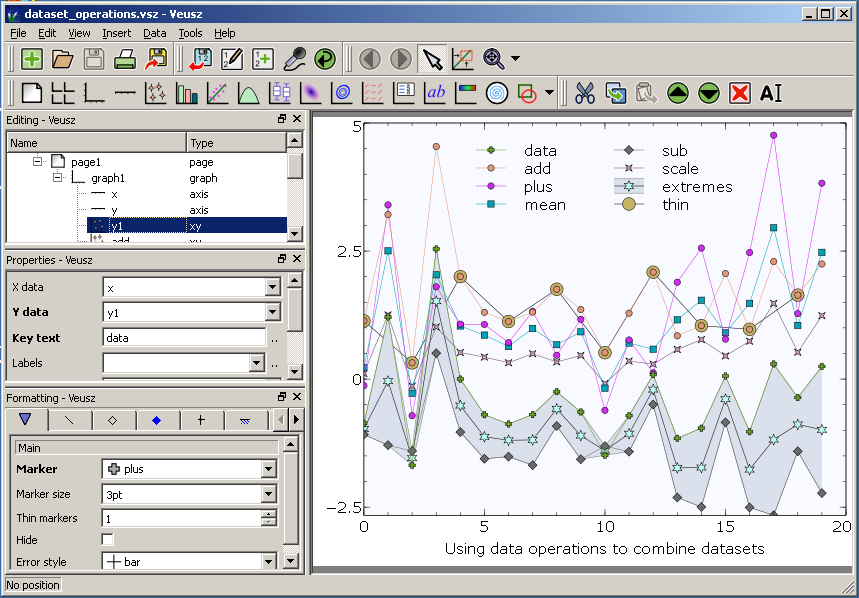 dataset_operations.vsz - Veusz
File Edit View Insert Data Tools Help
ab
AI
Editing - Veusz
Name Type
page1 page
graph1 graph
x axis
y axis
y1 xy
add xy
Properties - Veusz
X data x
Y data y1
Key text data ..
Labels ..
Formatting - Veusz
Main
Marker plus
Marker size 3pt
Thin markers 1
Hide
Error style bar
No position
data
add
plus
mean
sub
scale
extremes
thin
5
2.5
0
−2.5
0 5 10 15 20
Using data operations to combine datasets